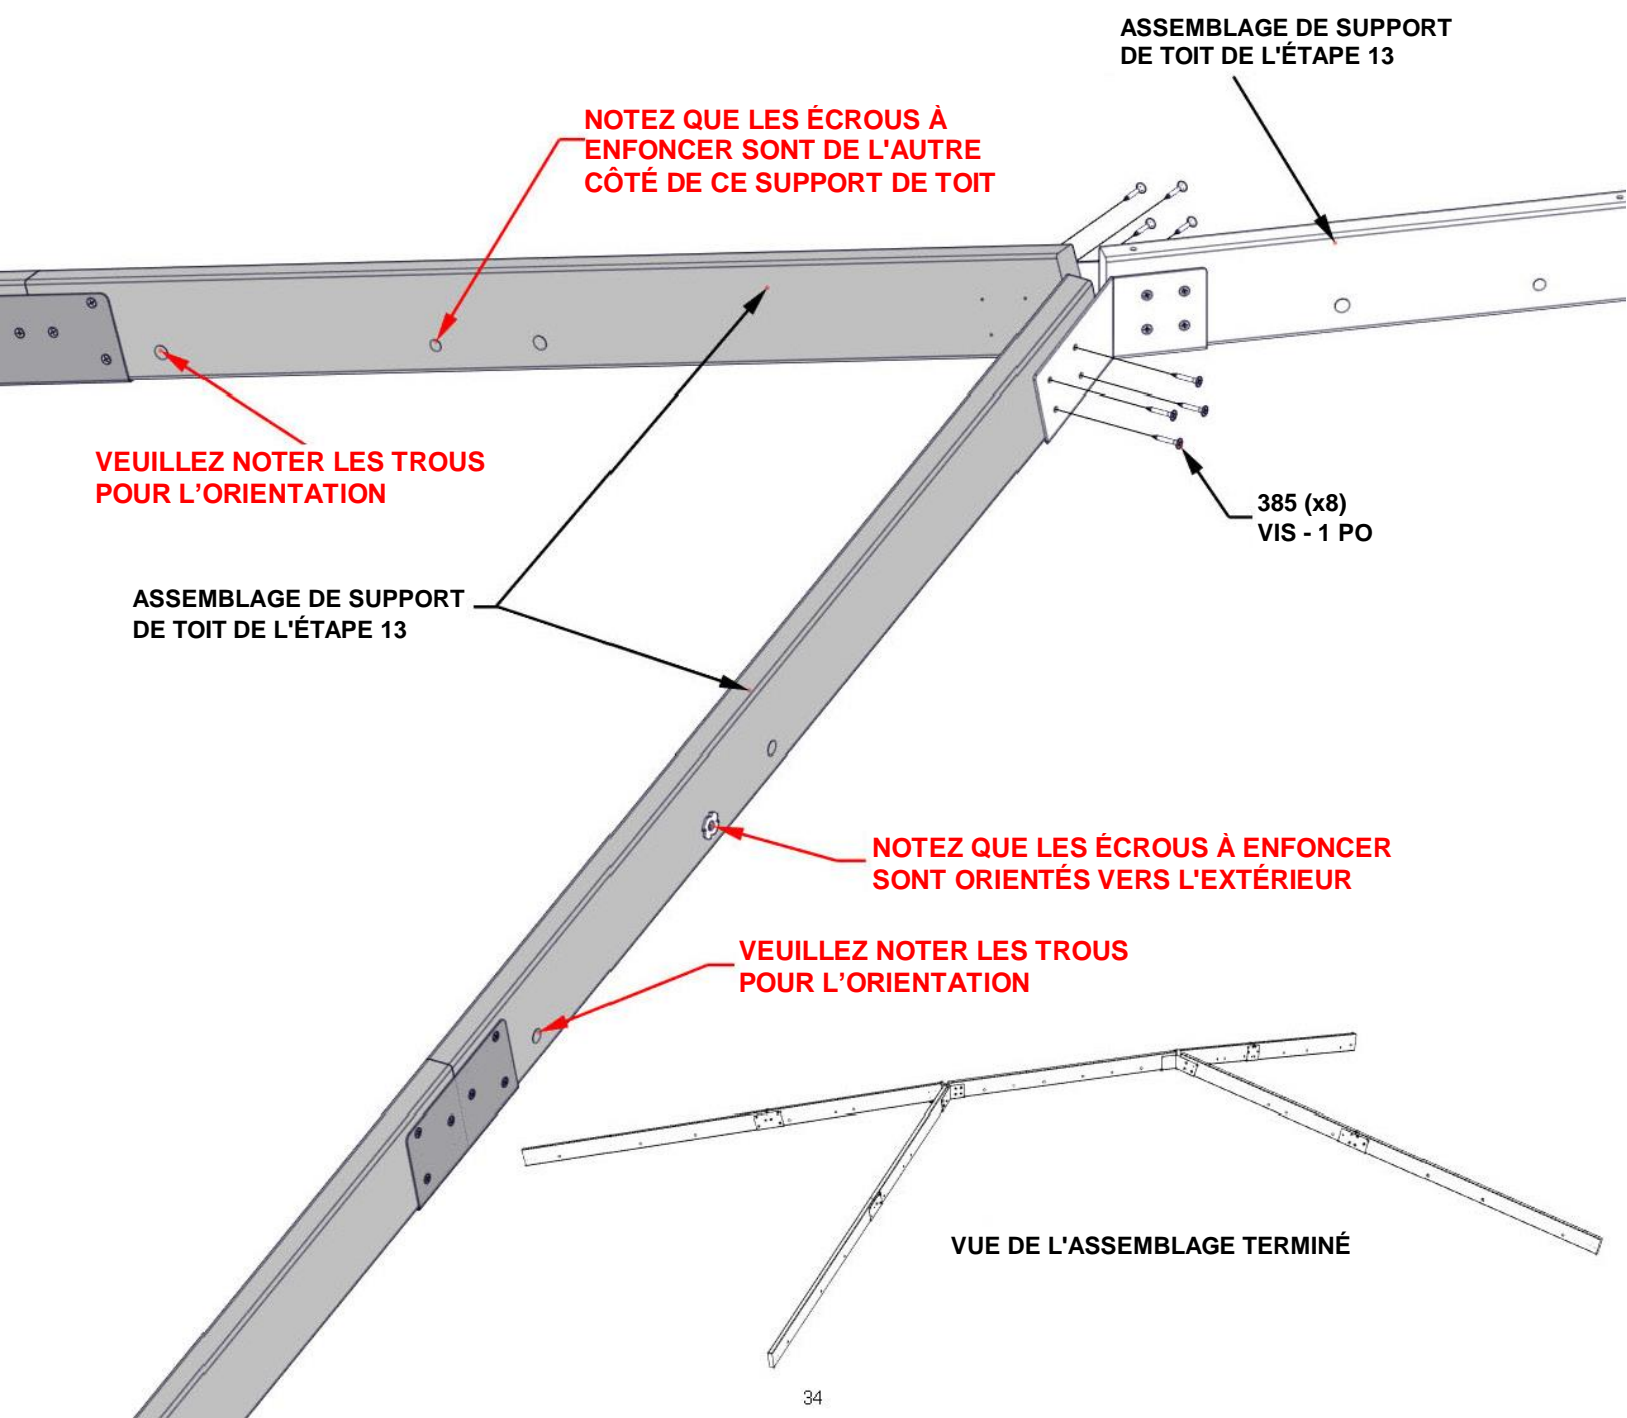 ASSEMBLAGE DE SUPPORT
DE TOIT DE L'ÉTAPE 13
NOTEZ QUE LES ÉCROUS À
ENFONCER SONT DE L'AUTRE
CÔTÉ DE CE SUPPORT DE TOIT
VEUILLEZ NOTER LES TROUS
POUR L’ORIENTATION
385 (x8)
VIS - 1 PO
ASSEMBLAGE DE SUPPORT
DE TOIT DE L'ÉTAPE 13
NOTEZ QUE LES ÉCROUS À ENFONCER
SONT ORIENTÉS VERS L'EXTÉRIEUR
VEUILLEZ NOTER LES TROUS
POUR L’ORIENTATION
VUE DE L'ASSEMBLAGE TERMINÉ
34